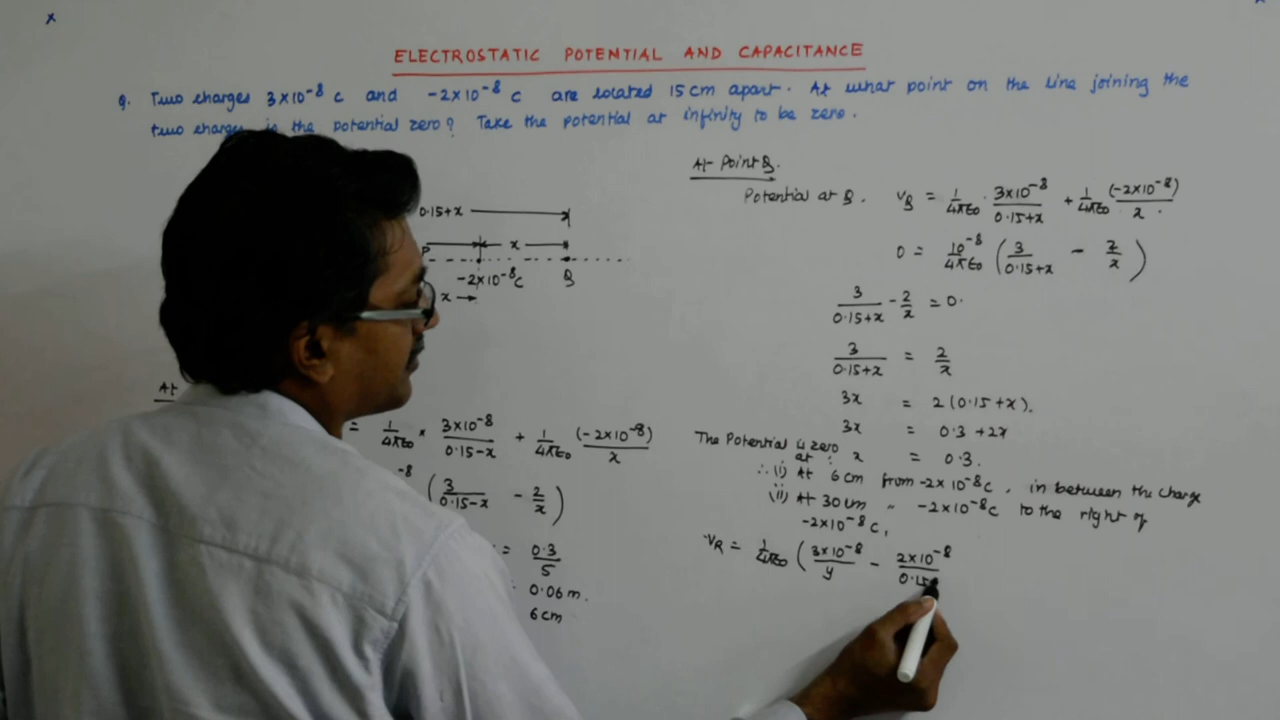 ELECTROSTATIC POTENTIAL AND CAPACITANCE
Q. Two charges 3×10⁻⁸ C and -2×10⁻⁸ C are located 15 cm apart. At what point on the line joining the
two charges is the potential zero? Take the potential at infinity to be zero.
At Point Q.
Potential at Q. V_Q = 1/4πε₀ · 3×10⁻⁸/0.15+x + 1/4πε₀ (-2×10⁻⁸)/x.
0 = 10⁻⁸/4πε₀ (3/0.15+x - 2/x)
3/0.15+x - 2/x = 0.
3/0.15+x = 2/x
3x = 2(0.15+x).
3x = 0.3+2x
x = 0.3.
The Potential is zero
at :
∴ (i) At 6 cm from -2×10⁻⁸C, in between the charge
(ii) At 30 cm " -2×10⁻⁸C to the right of
-2×10⁻⁸C,
V_R = 1/4πε₀ (3×10⁻⁸/y - 2×10⁻⁸/0.15
0.15+x
P x
-2×10⁻⁸C Q
x
At
= 1/4πε₀ × 3×10⁻⁸/0.15-x + 1/4πε₀ (-2×10⁻⁸)/x
-8 (3/0.15-x - 2/x)
= 0.3/5
0.06m.
6cm